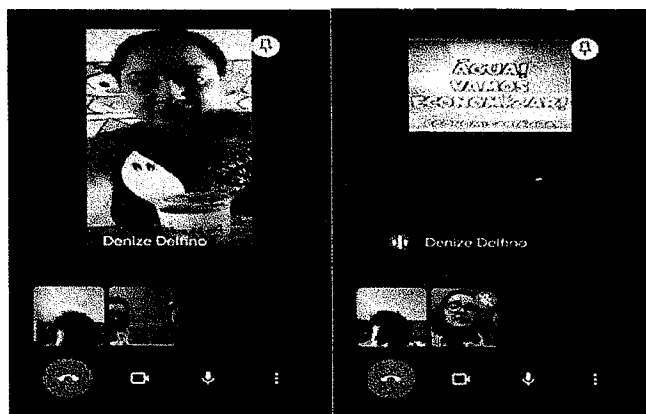 Denize Delfino
ÁGUA!
VAMOS
ECONOMIZAR!
Denize Delfino